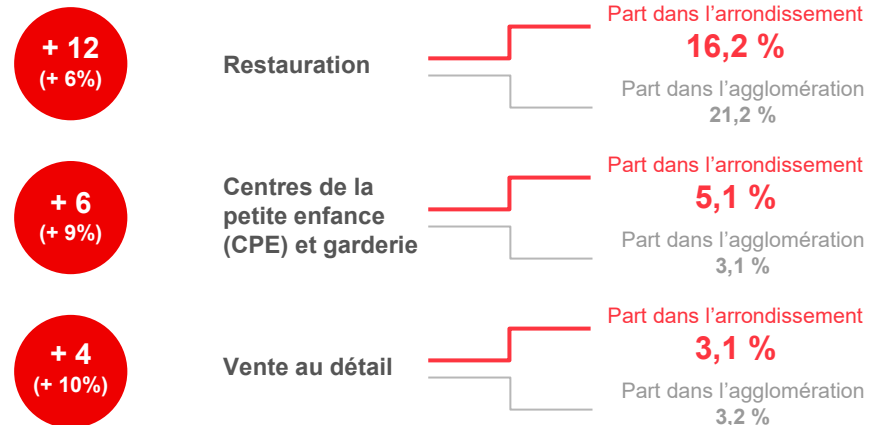 + 12
(+ 6%)
Restauration
Part dans l’arrondissement
16,2 %
Part dans l’agglomération
21,2 %
+ 6
(+ 9%)
Centres de la
petite enfance
(CPE) et garderie
Part dans l’arrondissement
5,1 %
Part dans l’agglomération
3,1 %
+ 4
(+ 10%)
Vente au détail
Part dans l’arrondissement
3,1 %
Part dans l’agglomération
3,2 %